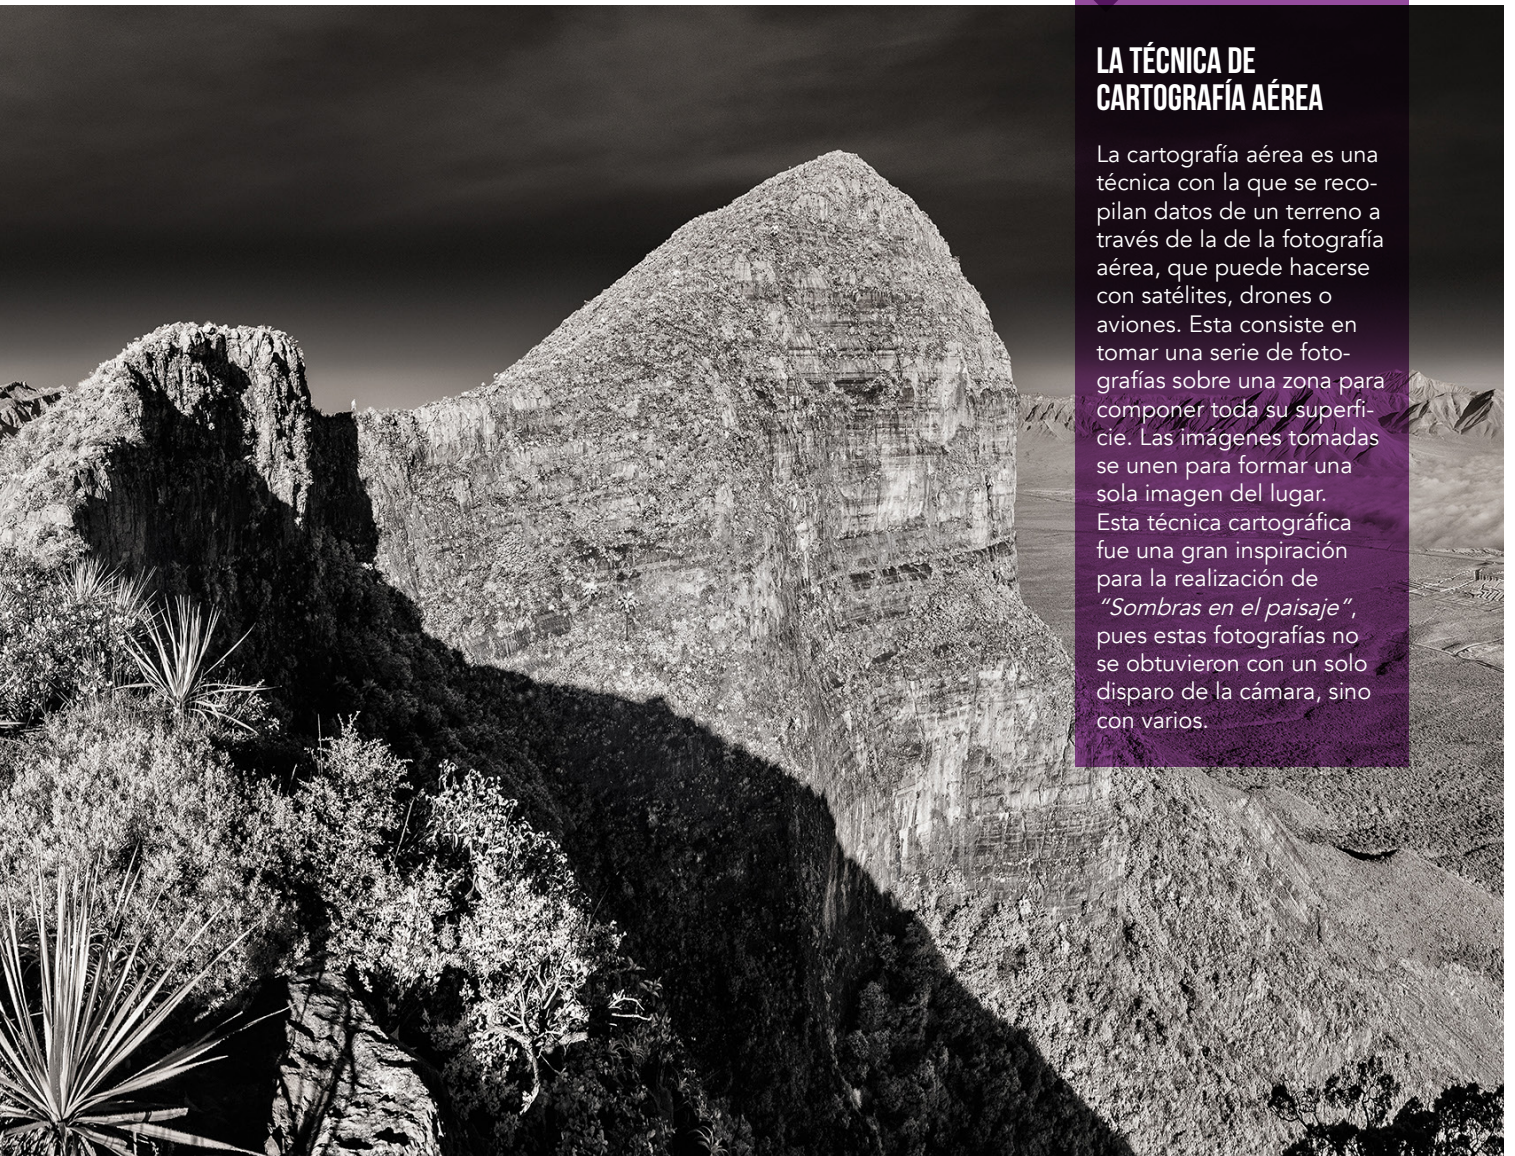 LA TÉCNICA DE
CARTOGRAFÍA AÉREA
La cartografía aérea es una
técnica con la que se reco-
pilan datos de un terreno a
través de la de la fotografía
aérea, que puede hacerse
con satélites, drones o
aviones. Esta consiste en
tomar una serie de foto-
grafías sobre una zona para
componer toda su superfi-
cie. Las imágenes tomadas
se unen para formar una
sola imagen del lugar.
Esta técnica cartográfica
fue una gran inspiración
para la realización de
“Sombras en el paisaje”,
pues estas fotografías no
se obtuvieron con un solo
disparo de la cámara, sino
con varios.